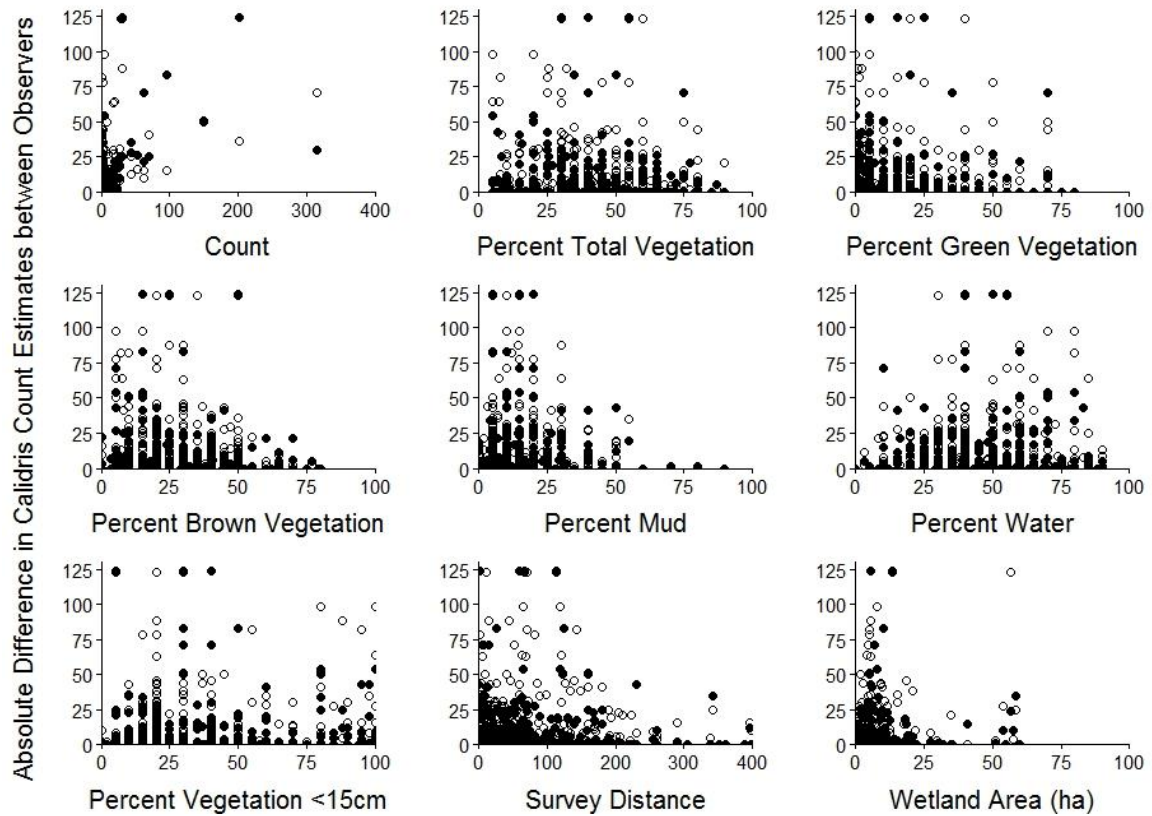 Absolute Difference in Calidris Count Estimates between Observers
125
100
75
50
25
0
0 100 200 300 400
Count
125
100
75
50
25
0
0 25 50 75 100
Percent Total Vegetation
125
100
75
50
25
0
0 25 50 75 100
Percent Green Vegetation
125
100
75
50
25
0
0 25 50 75 100
Percent Brown Vegetation
125
100
75
50
25
0
0 25 50 75 100
Percent Mud
125
100
75
50
25
0
0 25 50 75 100
Percent Water
125
100
75
50
25
0
0 25 50 75 100
Percent Vegetation <15cm
125
100
75
50
25
0
0 100 200 300 400
Survey Distance
125
100
75
50
25
0
0 25 50 75 100
Wetland Area (ha)